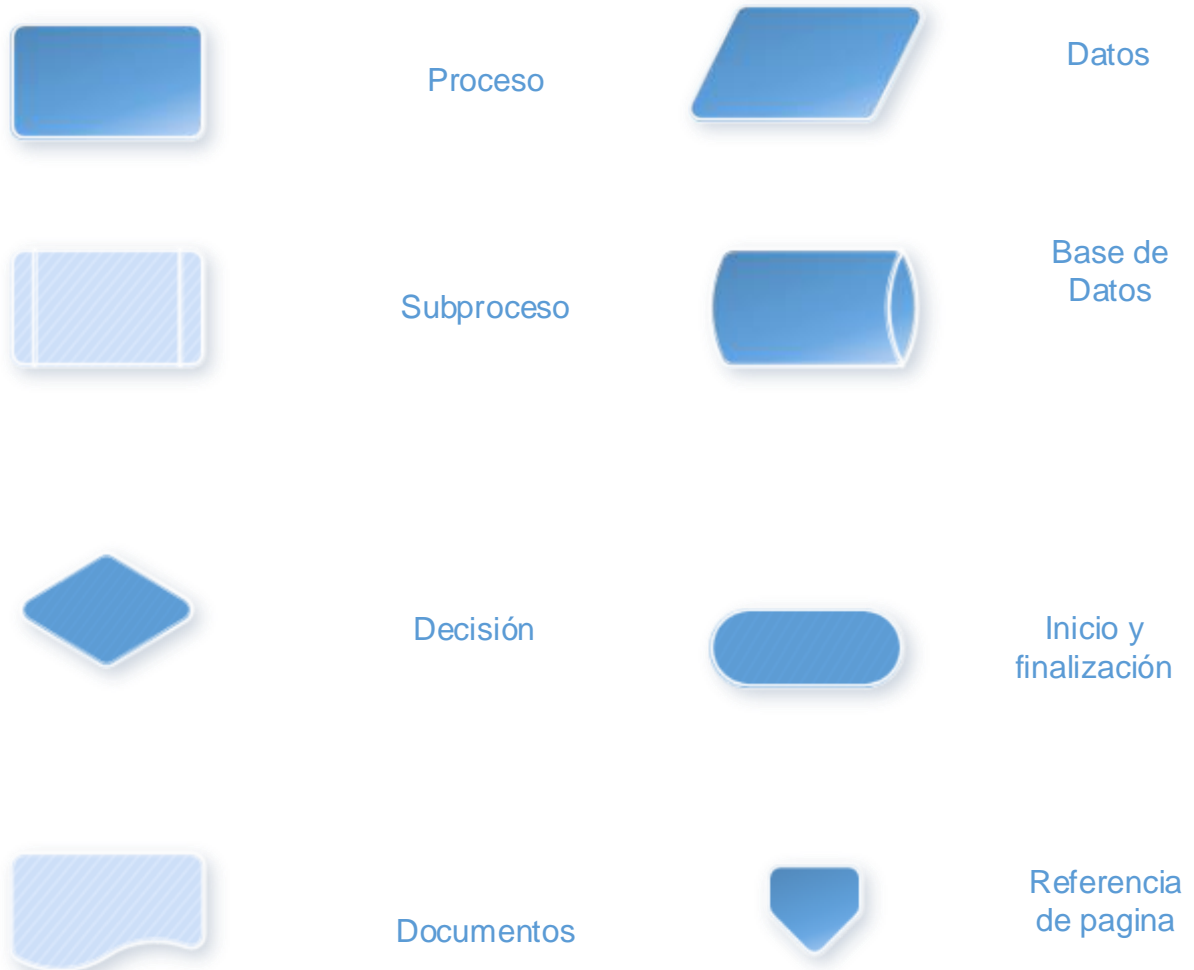 Proceso
Datos
Subproceso
Base de
Datos
Decisión
Inicio y
finalización
Documentos
Referencia
de pagina